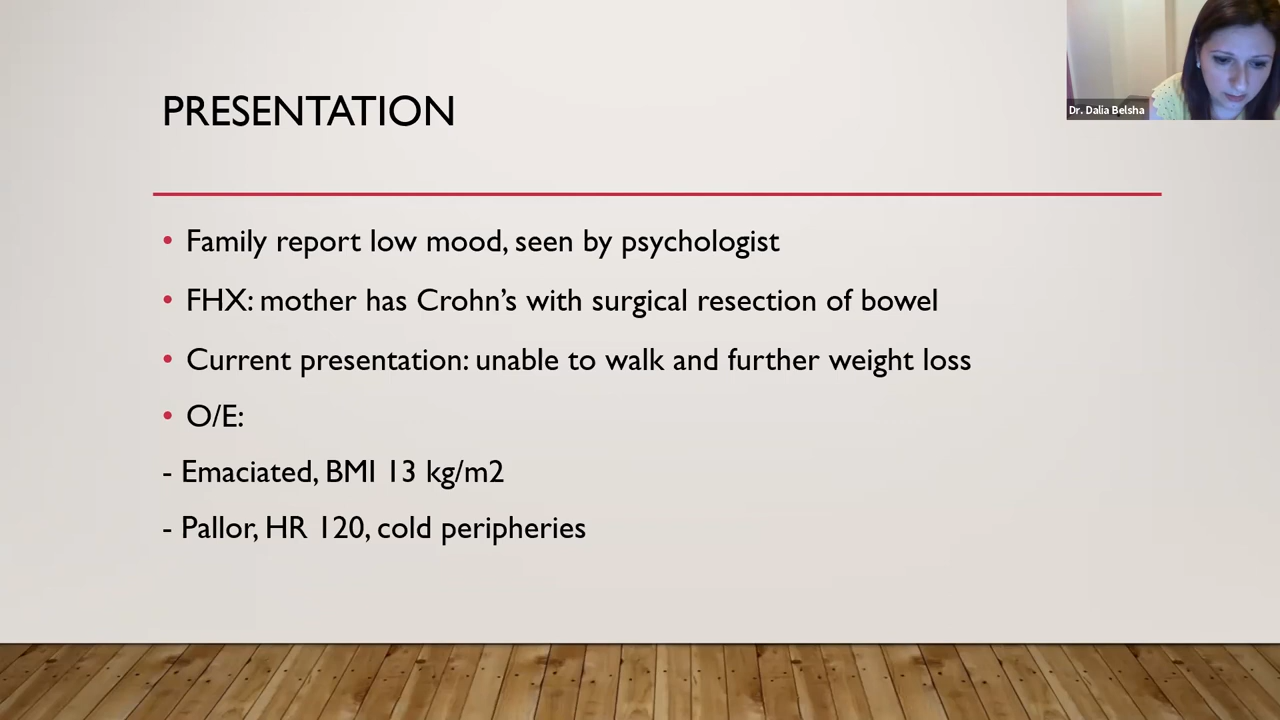 PRESENTATION
Dr. Dalia Belsha
• Family report low mood, seen by psychologist
• FHX: mother has Crohn’s with surgical resection of bowel
• Current presentation: unable to walk and further weight loss
• O/E:
- Emaciated, BMI 13 kg/m2
- Pallor, HR 120, cold peripheries